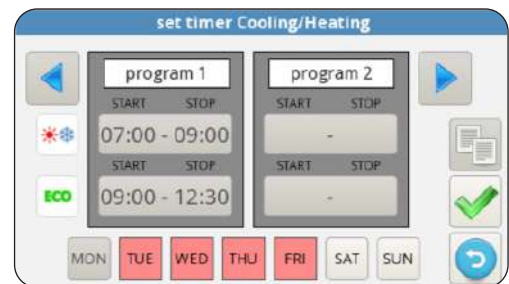 set timer Cooling/Heating
program 1 program 2
START STOP START STOP
07:00 - 09:00 -
START STOP START STOP
ECO 09:00 - 12:30 -
MON TUE WED THU FRI SAT SUN